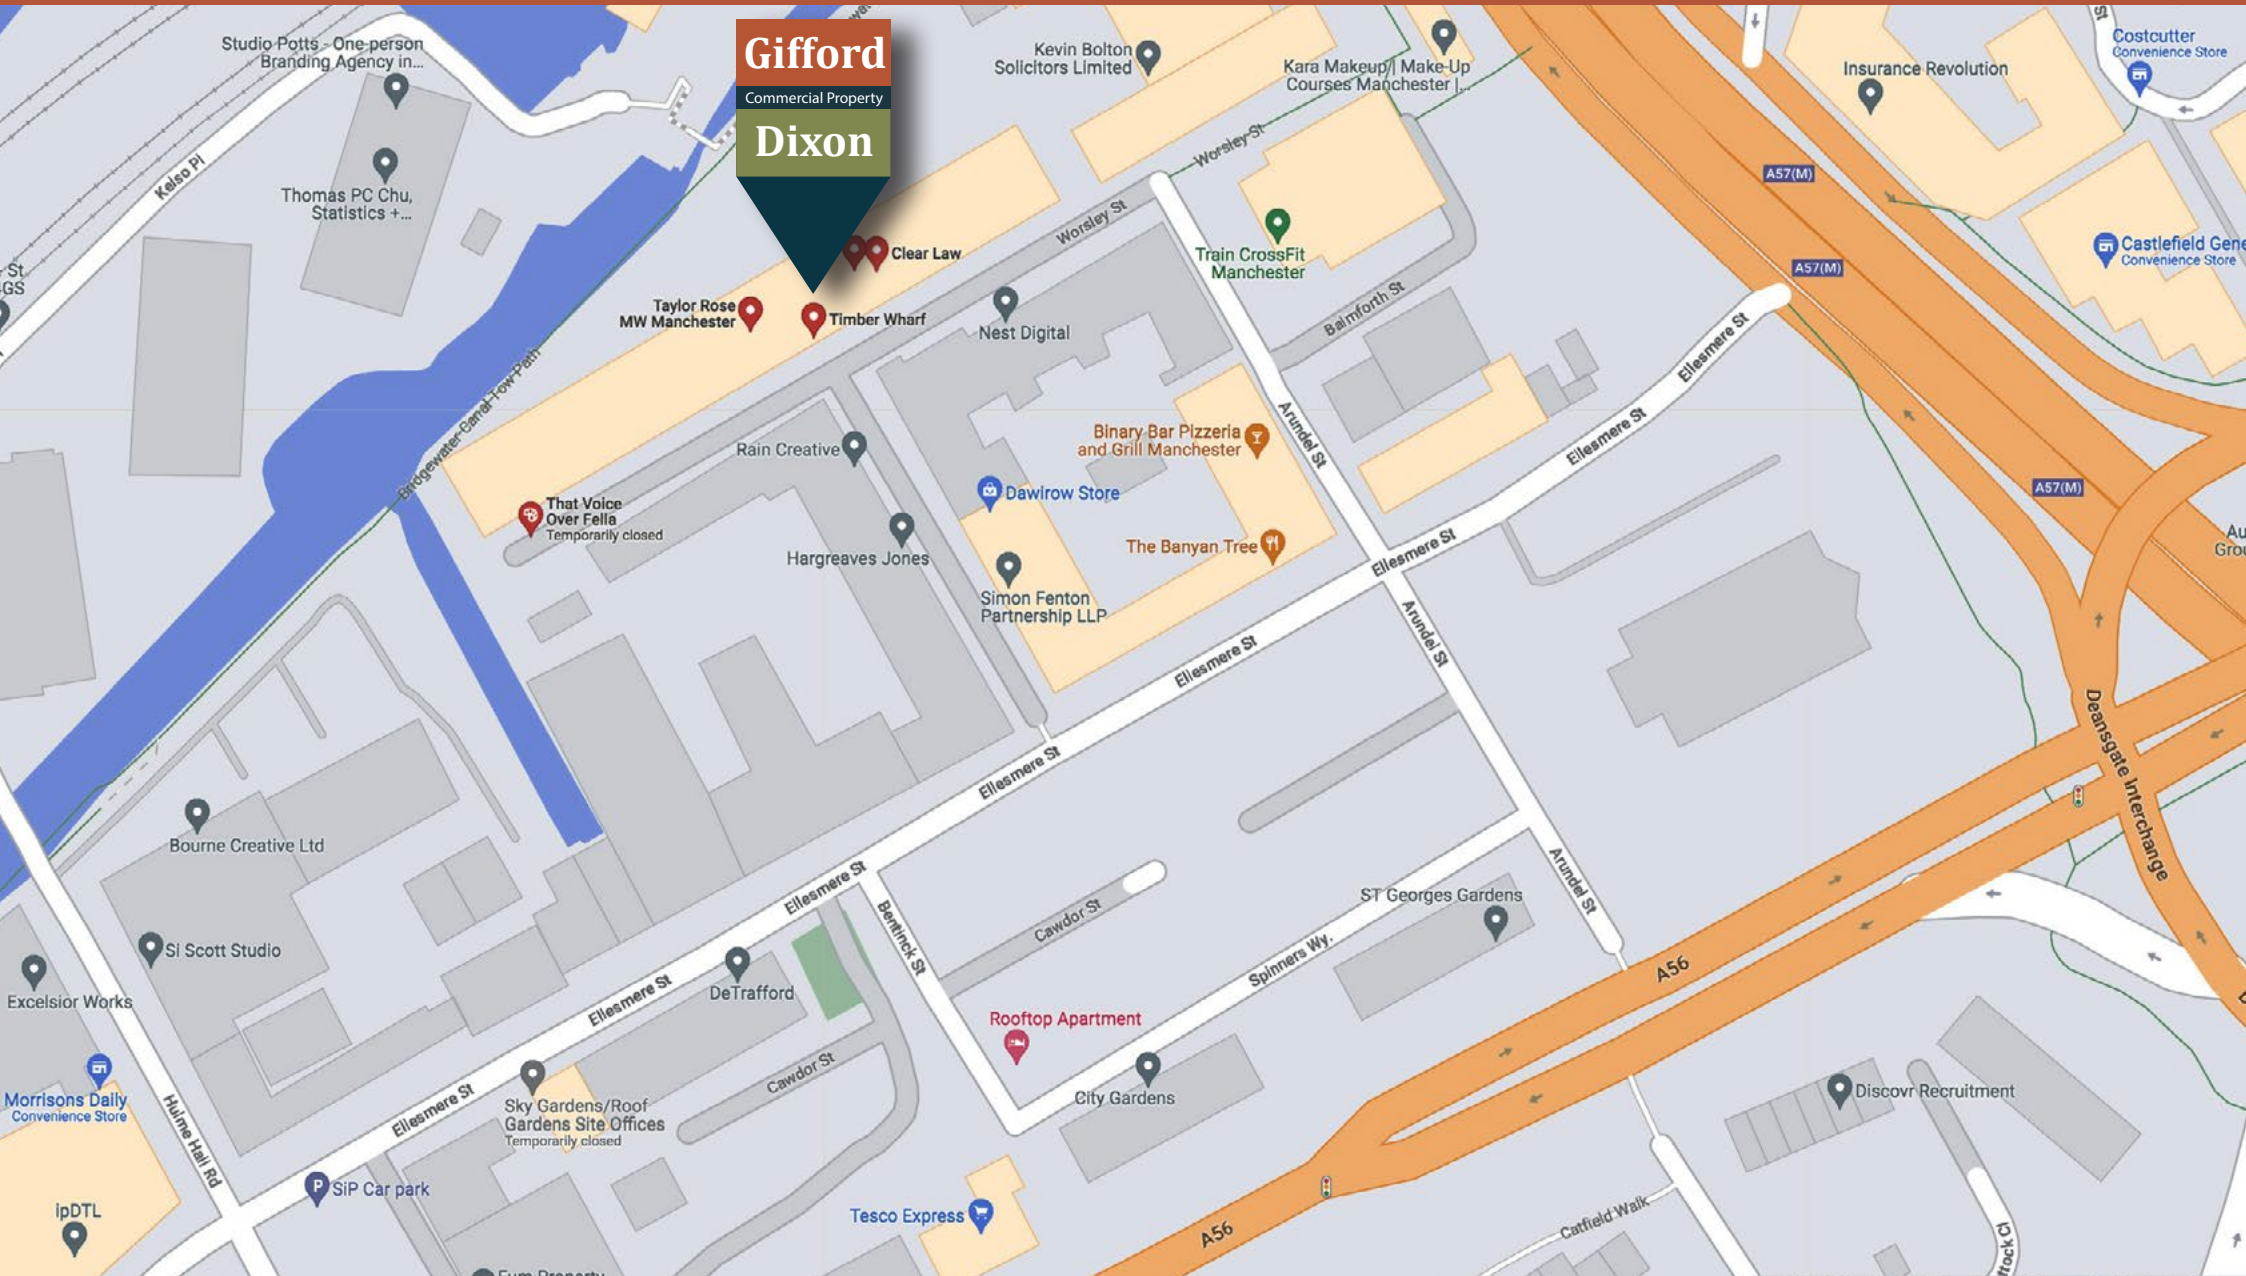 Gifford
Commercial Property
Dixon
Studio Potts - One-person
Branding Agency in...
Kevin Bolton
Solicitors Limited
Kara Makeup | Make-Up
Courses Manchester |...
Insurance Revolution
St
Costcutter
Convenience Store
Kelso Pl
Thomas PC Chu,
Statistics +...
Worsley St
A57(M)
Worsley St
Clear Law
Train CrossFit
Manchester
A57(M)
Castlefield Gene
Convenience Store
St
GS
Taylor Rose
MW Manchester
Timber Wharf
Nest Digital
Balmforth St
Ellesmere St
Bridgewater Canal Tow Path
Rain Creative
Binary Bar Pizzeria
and Grill Manchester
Arundel St
Ellesmere St
Dawlrow Store
A57(M)
That Voice
Over Fella
Temporarily closed
Hargreaves Jones
The Banyan Tree
Ellesmere St
Au
Grou
Simon Fenton
Partnership LLP
Arundel St
Ellesmere St
Ellesmere St
Deansgate Interchange
Bourne Creative Ltd
Ellesmere St
Bentinck St
Cawdor St
ST Georges Gardens
Arundel St
Si Scott Studio
Spinners Wy.
A56
Excelsior Works
Ellesmere St
DeTrafford
Rooftop Apartment
Cawdor St
City Gardens
Morrisons Daily
Convenience Store
Hulme Hall Rd
Ellesmere St
Sky Gardens/Roof
Gardens Site Offices
Temporarily closed
Discovr Recruitment
SiP Car park
ipDTL
Tesco Express
A56
Catfield Walk
ttock Cl